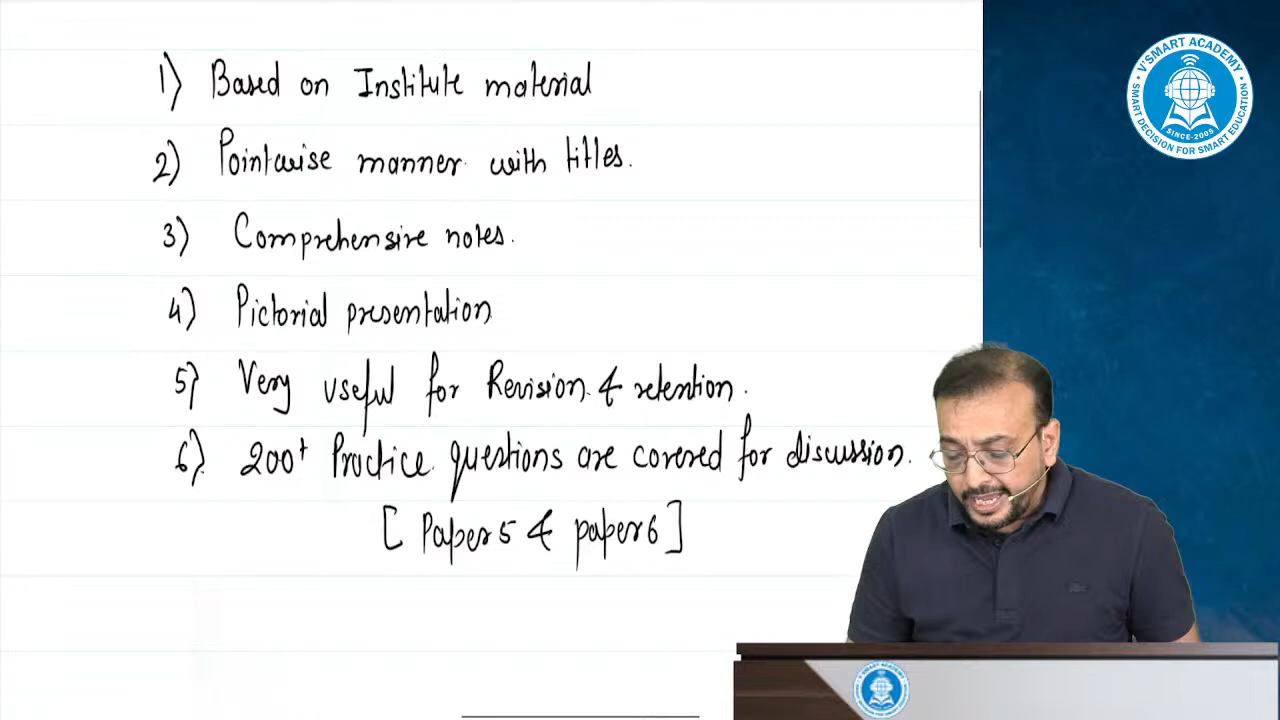 1) Based on Institute material
2) Pointwise manner with titles.
3) Comprehensive notes.
4) Pictorial presentation
5) Very useful for Revision & retention.
6) 200+ Practice questions are covered for discussion.
[ Paper 5 & paper 6 ]
V'SMART ACADEMY
SINCE-2005
SMART DECISION FOR SMART EDUCATION